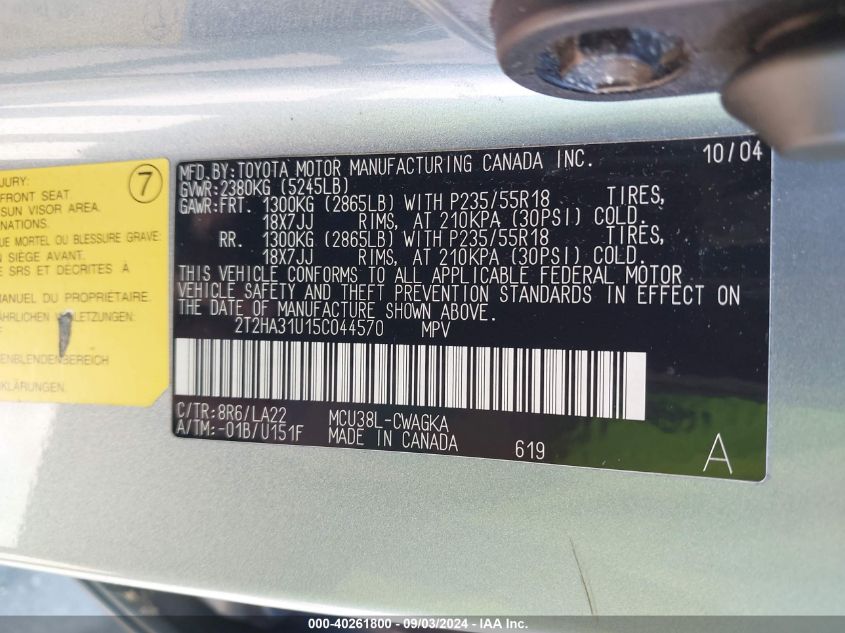 NJURY:
7
FRONT SEAT
SUN VISOR AREA.
UE MORTEL OU BLESSURE GRAVE:
SIÈGE AVANT.
SRS ET DÉCRITES À
MANUEL DU PROPRIÉTAIRE.
LETZUNGEN:
ENBLENDENBEREICH
KLÄRUNGEN.
MFD.BY:TOYOTA MOTOR MANUFACTURING CANADA INC. 10/04
GVWR:2380KG (5245LB)
GAWR:FRT. 1300KG (2865LB) WITH P235/55R18 TIRES,
18X7JJ RIMS, AT 210KPA (30PSI) COLD.
RR. 1300KG (2865LB) WITH P235/55R18 TIRES,
18X7JJ RIMS, AT 210KPA (30PSI) COLD.
THIS VEHICLE CONFORMS TO ALL APPLICABLE FEDERAL MOTOR
VEHICLE SAFETY AND THEFT PREVENTION STANDARDS IN EFFECT ON
THE DATE OF MANUFACTURE SHOWN ABOVE.
2T2HA31U15C044570 MPV
C/TR:8R6/LA22 MCU38L-CWAGKA
A/TM:-01B/U151F MADE IN CANADA 619 A
000-40261800 - 09/03/2024 - IAA Inc.